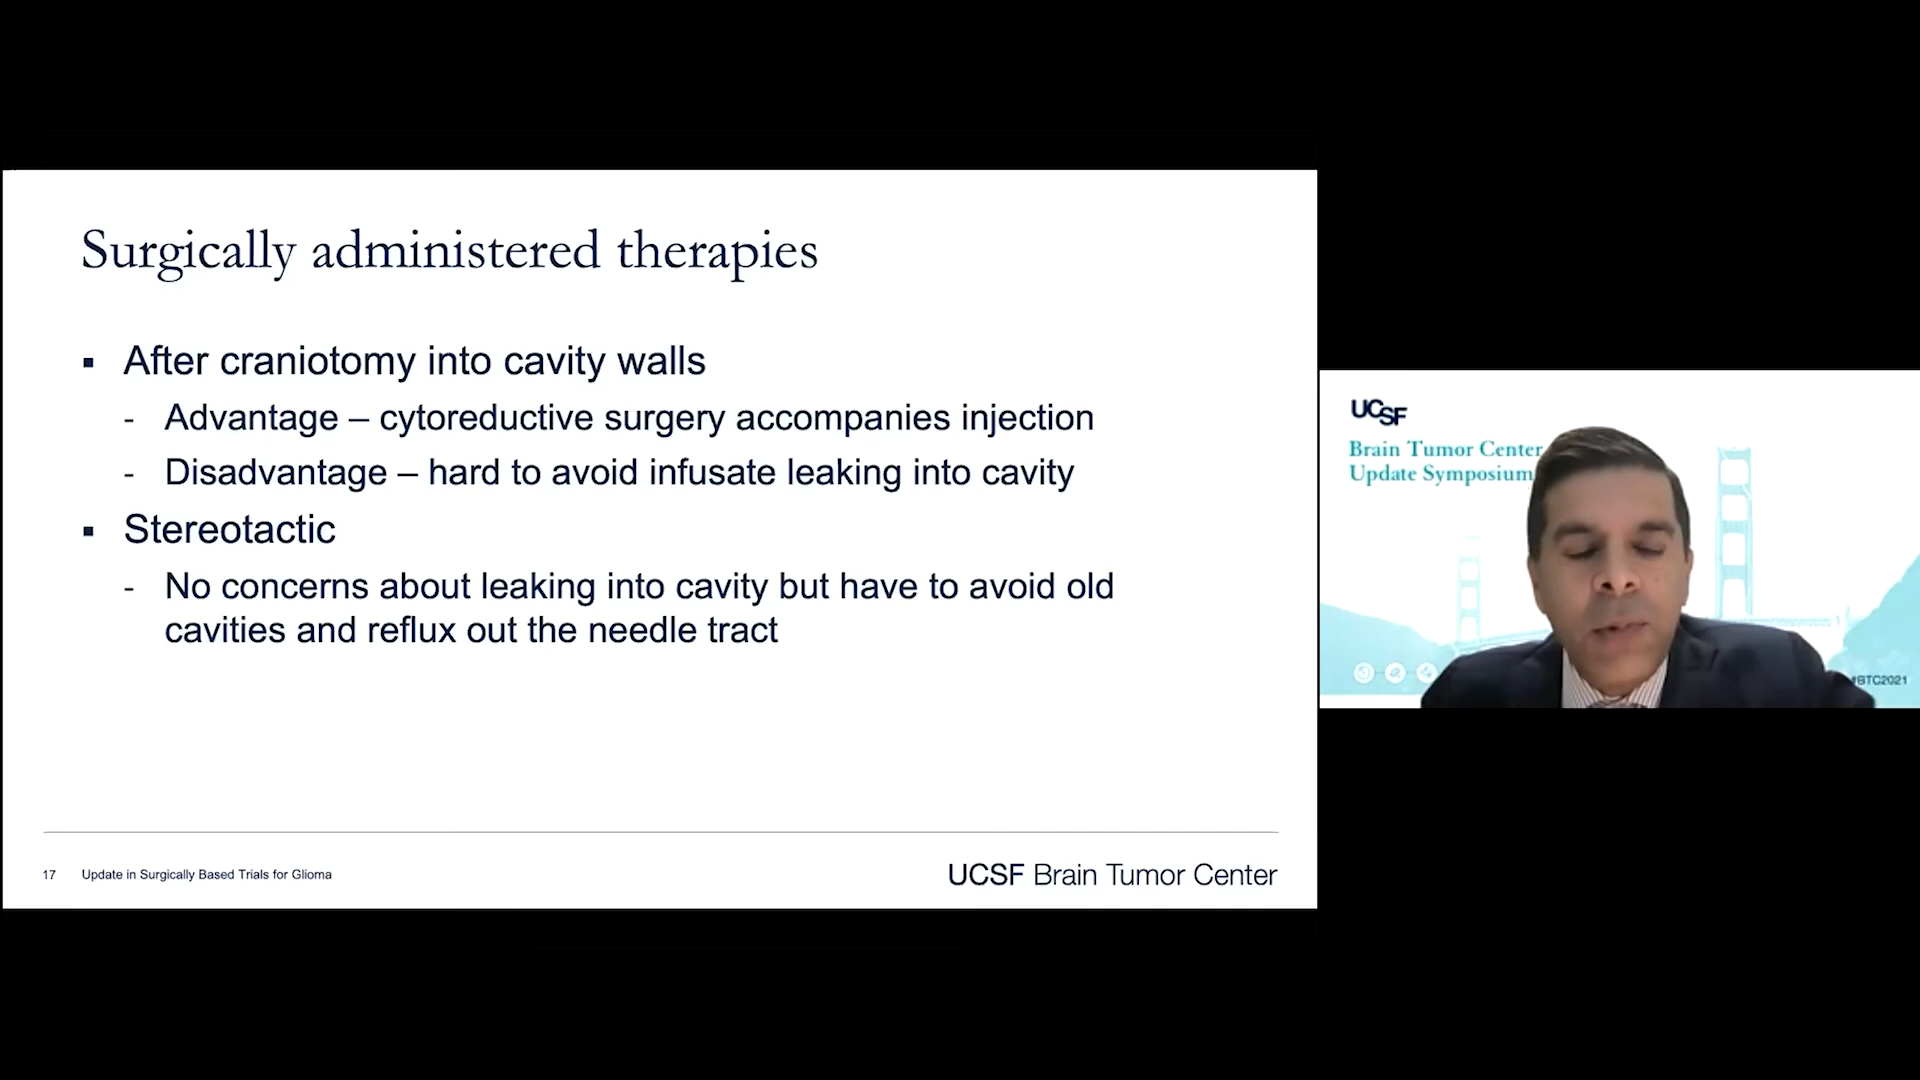 Surgically administered therapies
▪ After craniotomy into cavity walls
- Advantage – cytoreductive surgery accompanies injection
- Disadvantage – hard to avoid infusate leaking into cavity
▪ Stereotactic
- No concerns about leaking into cavity but have to avoid old
cavities and reflux out the needle tract
17 Update in Surgically Based Trials for Glioma
UCSF Brain Tumor Center
UCSF
Brain Tumor Center
Update Symposium
#BTC2021